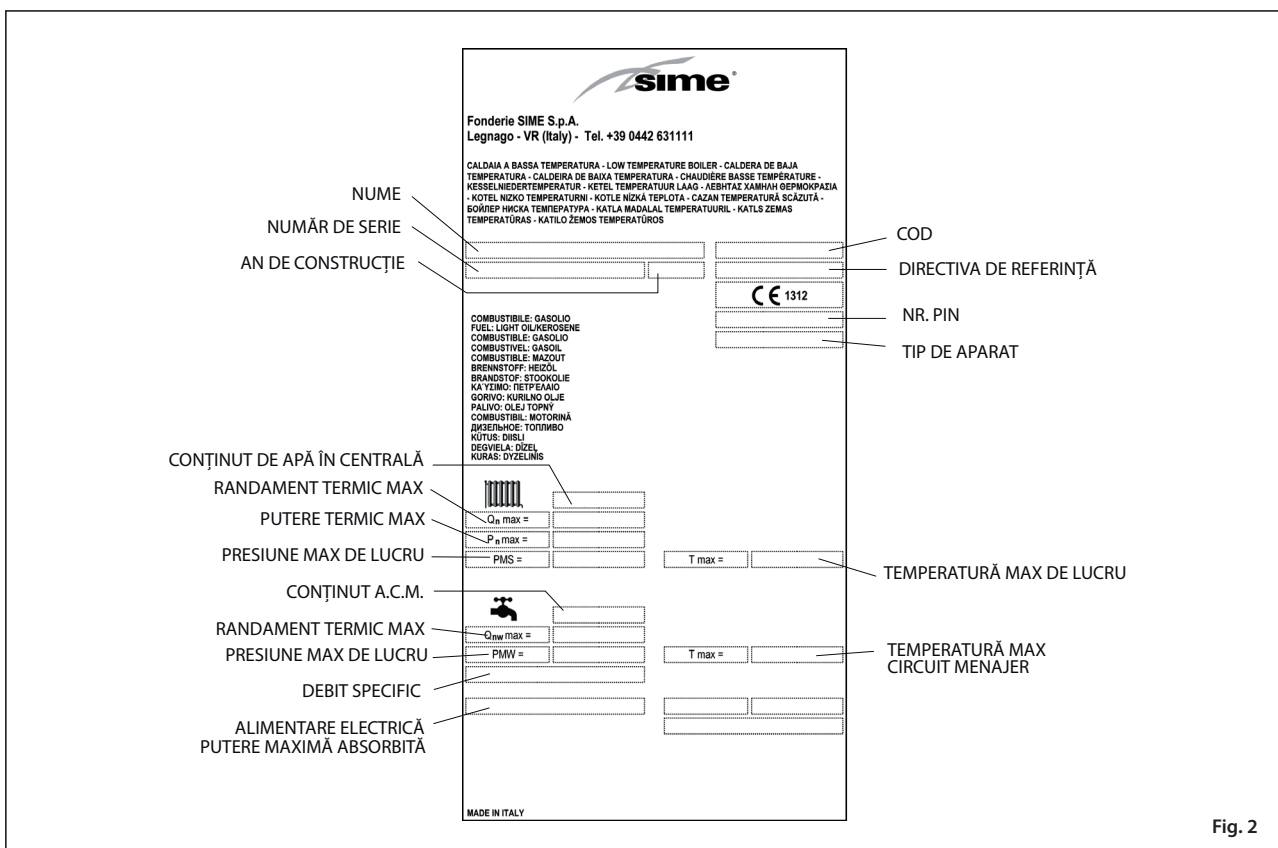 sime®
Fonderie SIME S.p.A.
Legnago - VR (Italy) - Tel. +39 0442 631111
CALDAIA A BASSA TEMPERATURA - LOW TEMPERATURE BOILER - CALDERA DE BAJA
TEMPERATURA - CALDEIRA DE BAIXA TEMPERATURA - CHAUDIÈRE BASSE TEMPÉRATURE -
KESSELNIEDERTEMPERATUR - KETEL TEMPERATUUR LAAG - ΛΕΒΗΤΑΣ ΧΑΜΗΛΗ ΘΕΡΜΟΚΡΑΣΙΑ
- KOTEL NIZKO TEMPERATURNI - KOTLE NÍZKÁ TEPLOTA - CAZAN TEMPERATURĂ SCĂZUTĂ -
БОЙЛЕР НИСКА ТЕМПЕРАТУРА - KATLA MADALAL TEMPERATUURIL - KATLS ZEMAS
TEMPERATŪRAS - KATILO ŽEMOS TEMPERATŪROS
NUME
NUMĂR DE SERIE
AN DE CONSTRUCȚIE
COD
DIRECTIVA DE REFERINȚĂ
CE 1312
NR. PIN
TIP DE APARAT
COMBUSTIBILE: GASOLIO
FUEL: LIGHT OIL/KEROSENE
COMBUSTIBLE: GASOLIO
COMBUSTIVEL: GASOIL
COMBUSTIBLE: MAZOUT
BRENNSTOFF: HEIZÖL
BRANDSTOF: STOOKOLIE
ΚΑΎΣΙΜΟ: ΠΕΤΡΈΛΑΙΟ
GORIVO: KURILNO OLJE
PALIVO: OLEJ TOPNÝ
COMBUSTIBIL: MOTORINĂ
ДИЗЕЛЬНОЕ: ТОПЛИВО
KÜTUS: DIISLI
DEGVIELA: DĪZEĻ
KURAS: DYZELINIS
CONȚINUT DE APĂ ÎN CENTRALĂ
RANDAMENT TERMIC MAX
Qn max =
PUTERE TERMIC MAX
Pn max =
PRESIUNE MAX DE LUCRU
PMS =
T max =
TEMPERATURĂ MAX DE LUCRU
CONȚINUT A.C.M.
RANDAMENT TERMIC MAX
Qnw max =
PRESIUNE MAX DE LUCRU
PMW =
T max =
TEMPERATURĂ MAX
CIRCUIT MENAJER
DEBIT SPECIFIC
ALIMENTARE ELECTRICĂ
PUTERE MAXIMĂ ABSORBITĂ
MADE IN ITALY
Fig. 2